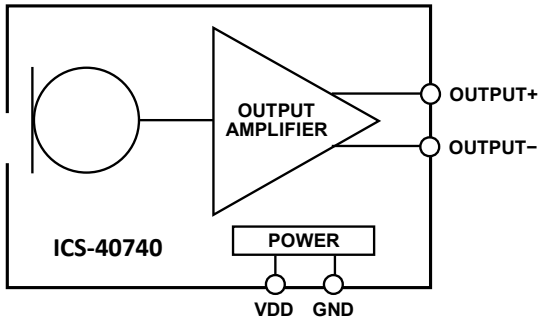 OUTPUT+
OUTPUT
AMPLIFIER
OUTPUT−
ICS-40740
POWER
VDD GND